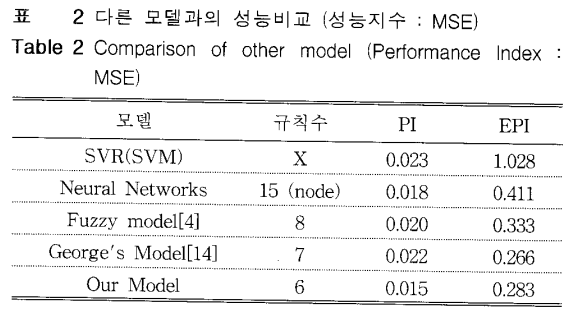 표 2 다른 모델과의 성능비교 (성능지수 : MSE)
Table 2 Comparison of other model (Performance Index :
MSE)
모델 규칙수 PI EPI
SVR(SVM) X 0.023 1.028
Neural Networks 15 (node) 0.018 0.411
Fuzzy model[4] 8 0.020 0.333
George's Model[14] 7 0.022 0.266
Our Model 6 0.015 0.283